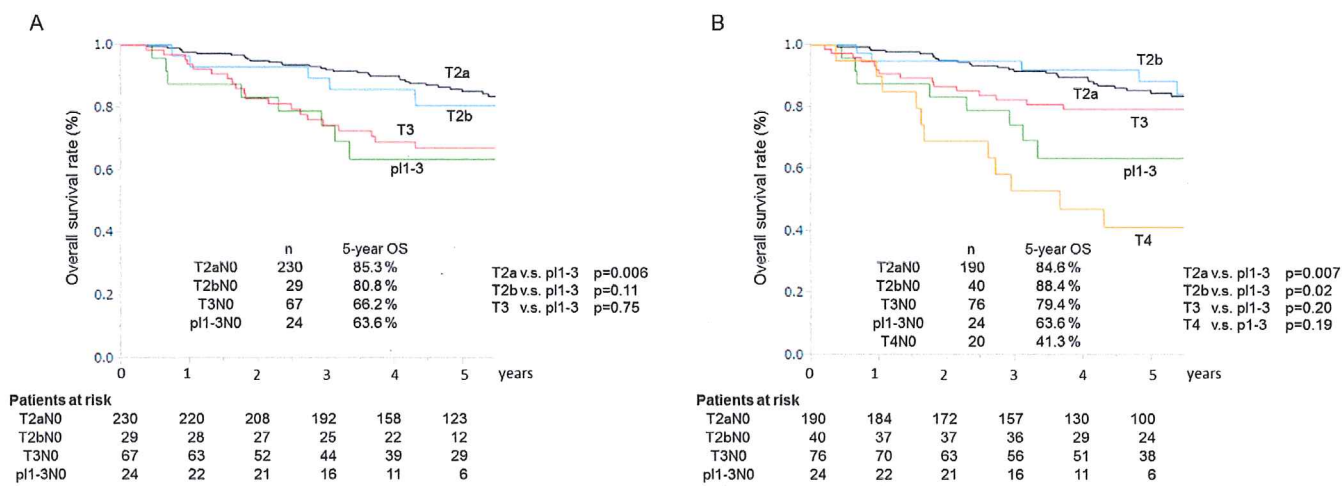 A
Overall survival rate (%)
1.0
0.8
0.6
0.4
0.2
0.0
T2a
T2b
T3
pl1-3
n 5-year OS
T2aN0 230 85.3 %
T2bN0 29 80.8 %
T3N0 67 66.2 %
pl1-3N0 24 63.6 %
T2a v.s. pl1-3 p=0.006
T2b v.s. pl1-3 p=0.11
T3 v.s. pl1-3 p=0.75
0 1 2 3 4 5 years
Patients at risk
T2aN0 230 220 208 192 158 123
T2bN0 29 28 27 25 22 12
T3N0 67 63 52 44 39 29
pl1-3N0 24 22 21 16 11 6
B
Overall survival rate (%)
1.0
0.8
0.6
0.4
0.2
0.0
T2b
T2a
T3
pl1-3
T4
n 5-year OS
T2aN0 190 84.6 %
T2bN0 40 88.4 %
T3N0 76 79.4 %
pl1-3N0 24 63.6 %
T4N0 20 41.3 %
T2a v.s. pl1-3 p=0.007
T2b v.s. pl1-3 p=0.02
T3 v.s. pl1-3 p=0.20
T4 v.s. p1-3 p=0.19
0 1 2 3 4 5 years
Patients at risk
T2aN0 190 184 172 157 130 100
T2bN0 40 37 37 36 29 24
T3N0 76 70 63 56 51 38
pl1-3N0 24 22 21 16 11 6